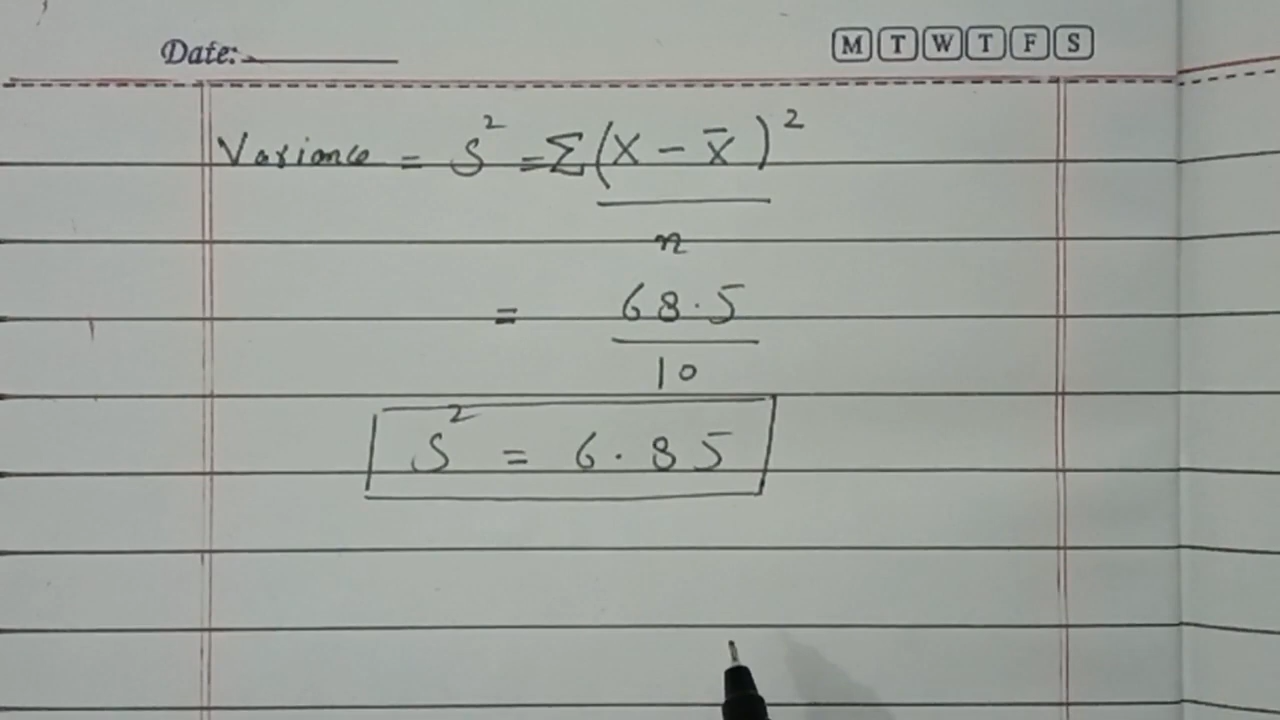 Date:
M T W T F S
Variance = S² = Σ(X - x̄)²
n
= 68.5
10
S² = 6.85